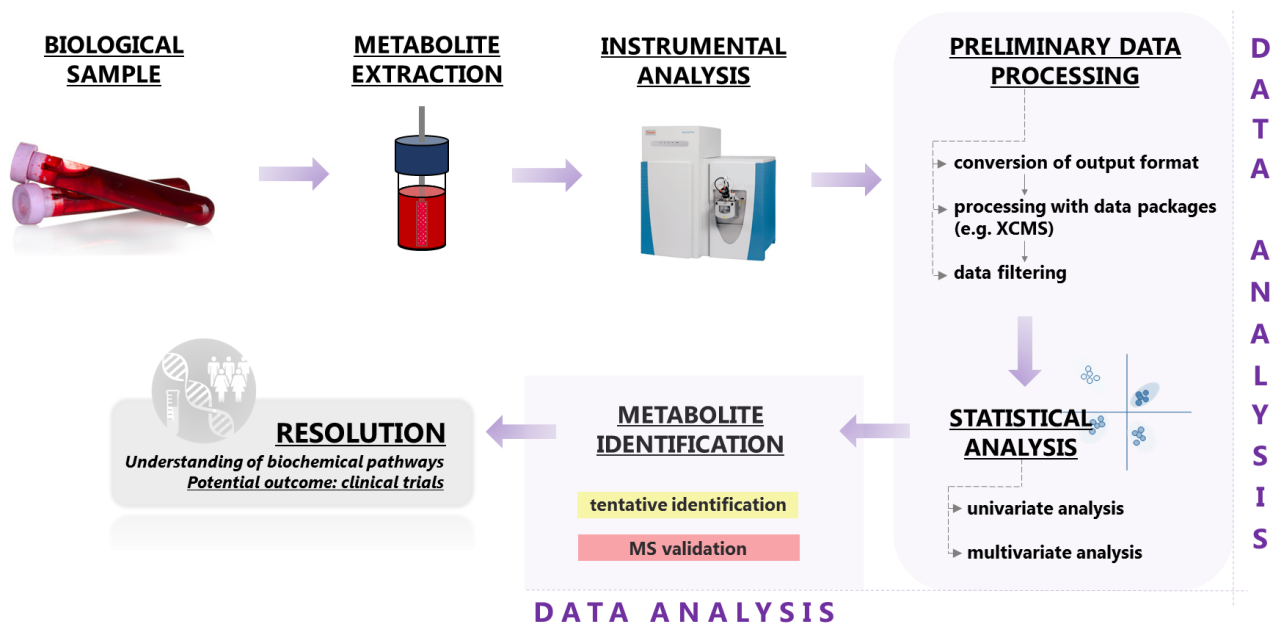 BIOLOGICAL
SAMPLE
METABOLITE
EXTRACTION
INSTRUMENTAL
ANALYSIS
PRELIMINARY DATA
PROCESSING
conversion of output format
processing with data packages
(e.g. XCMS)
data filtering
STATISTICAL
ANALYSIS
univariate analysis
multivariate analysis
METABOLITE
IDENTIFICATION
tentative identification
MS validation
RESOLUTION
Understanding of biochemical pathways
Potential outcome: clinical trials
DATA ANALYSIS
DATA ANALYSIS